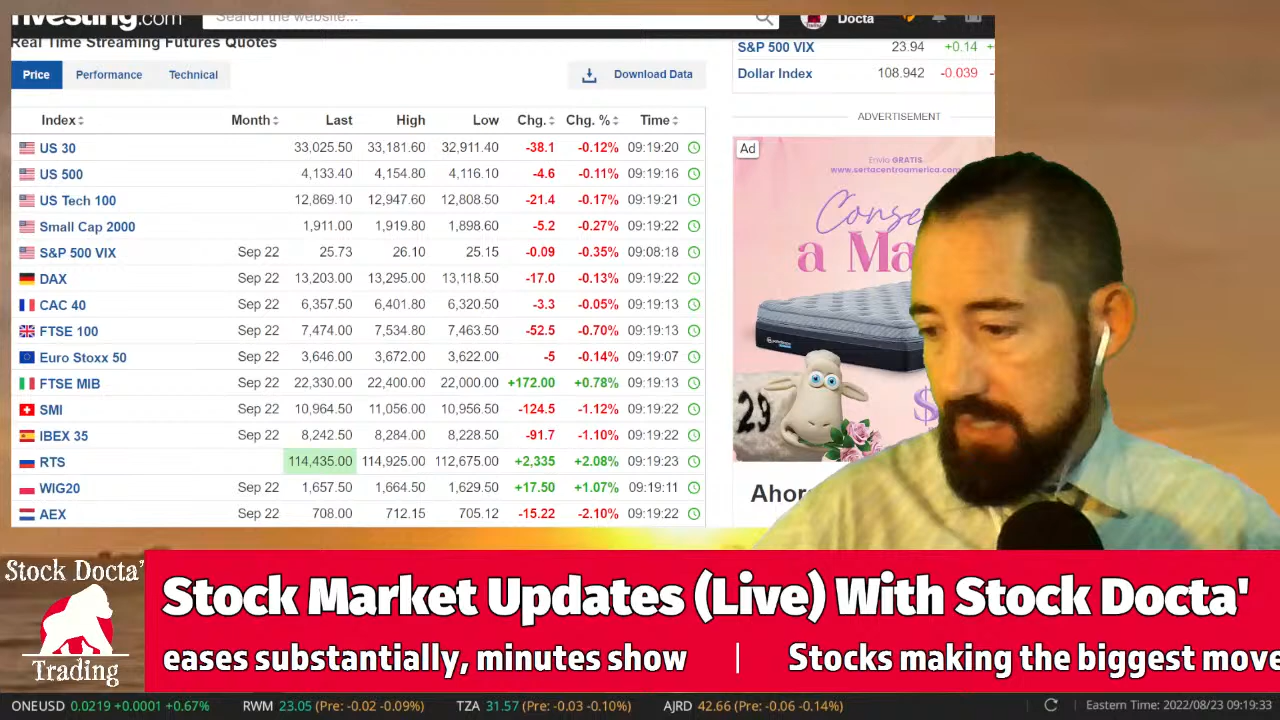 investing.com
Search the website...
Docta
Real Time Streaming Futures Quotes
Price Performance Technical
Download Data
Index Month Last High Low Chg. Chg. % Time
US 30 33,025.50 33,181.60 32,911.40 -38.1 -0.12% 09:19:20
US 500 4,133.40 4,154.80 4,116.10 -4.6 -0.11% 09:19:16
US Tech 100 12,869.10 12,947.60 12,808.50 -21.4 -0.17% 09:19:21
Small Cap 2000 1,911.00 1,919.80 1,898.60 -5.2 -0.27% 09:19:22
S&P 500 VIX Sep 22 25.73 26.10 25.15 -0.09 -0.35% 09:08:18
DAX Sep 22 13,203.00 13,295.00 13,118.50 -17.0 -0.13% 09:19:22
CAC 40 Sep 22 6,357.50 6,401.80 6,320.50 -3.3 -0.05% 09:19:13
FTSE 100 Sep 22 7,474.00 7,534.80 7,463.50 -52.5 -0.70% 09:19:13
Euro Stoxx 50 Sep 22 3,646.00 3,672.00 3,622.00 -5 -0.14% 09:19:07
FTSE MIB Sep 22 22,330.00 22,400.00 22,000.00 +172.00 +0.78% 09:19:13
SMI Sep 22 10,964.50 11,056.00 10,956.50 -124.5 -1.12% 09:19:22
IBEX 35 Sep 22 8,242.50 8,284.00 8,228.50 -91.7 -1.10% 09:19:22
RTS 114,435.00 114,925.00 112,675.00 +2,335 +2.08% 09:19:23
WIG20 Sep 22 1,657.50 1,664.50 1,629.50 +17.50 +1.07% 09:19:11
AEX Sep 22 708.00 712.15 705.12 -15.22 -2.10% 09:19:22
S&P 500 VIX 23.94 +0.14 +
Dollar Index 108.942 -0.039 -
ADVERTISEMENT
Ad
Envío GRATIS
www.sertacentroamerica.com
Conse
a Ma
29
$
Ahor
Stock Docta'
Trading
Stock Market Updates (Live) With Stock Docta'
eases substantially, minutes show | Stocks making the biggest move
ONEUSD 0.0219 +0.0001 +0.67% RWM 23.05 (Pre: -0.02 -0.09%) TZA 31.57 (Pre: -0.03 -0.10%) AJRD 42.66 (Pre: -0.06 -0.14%) Eastern Time: 2022/08/23 09:19:33